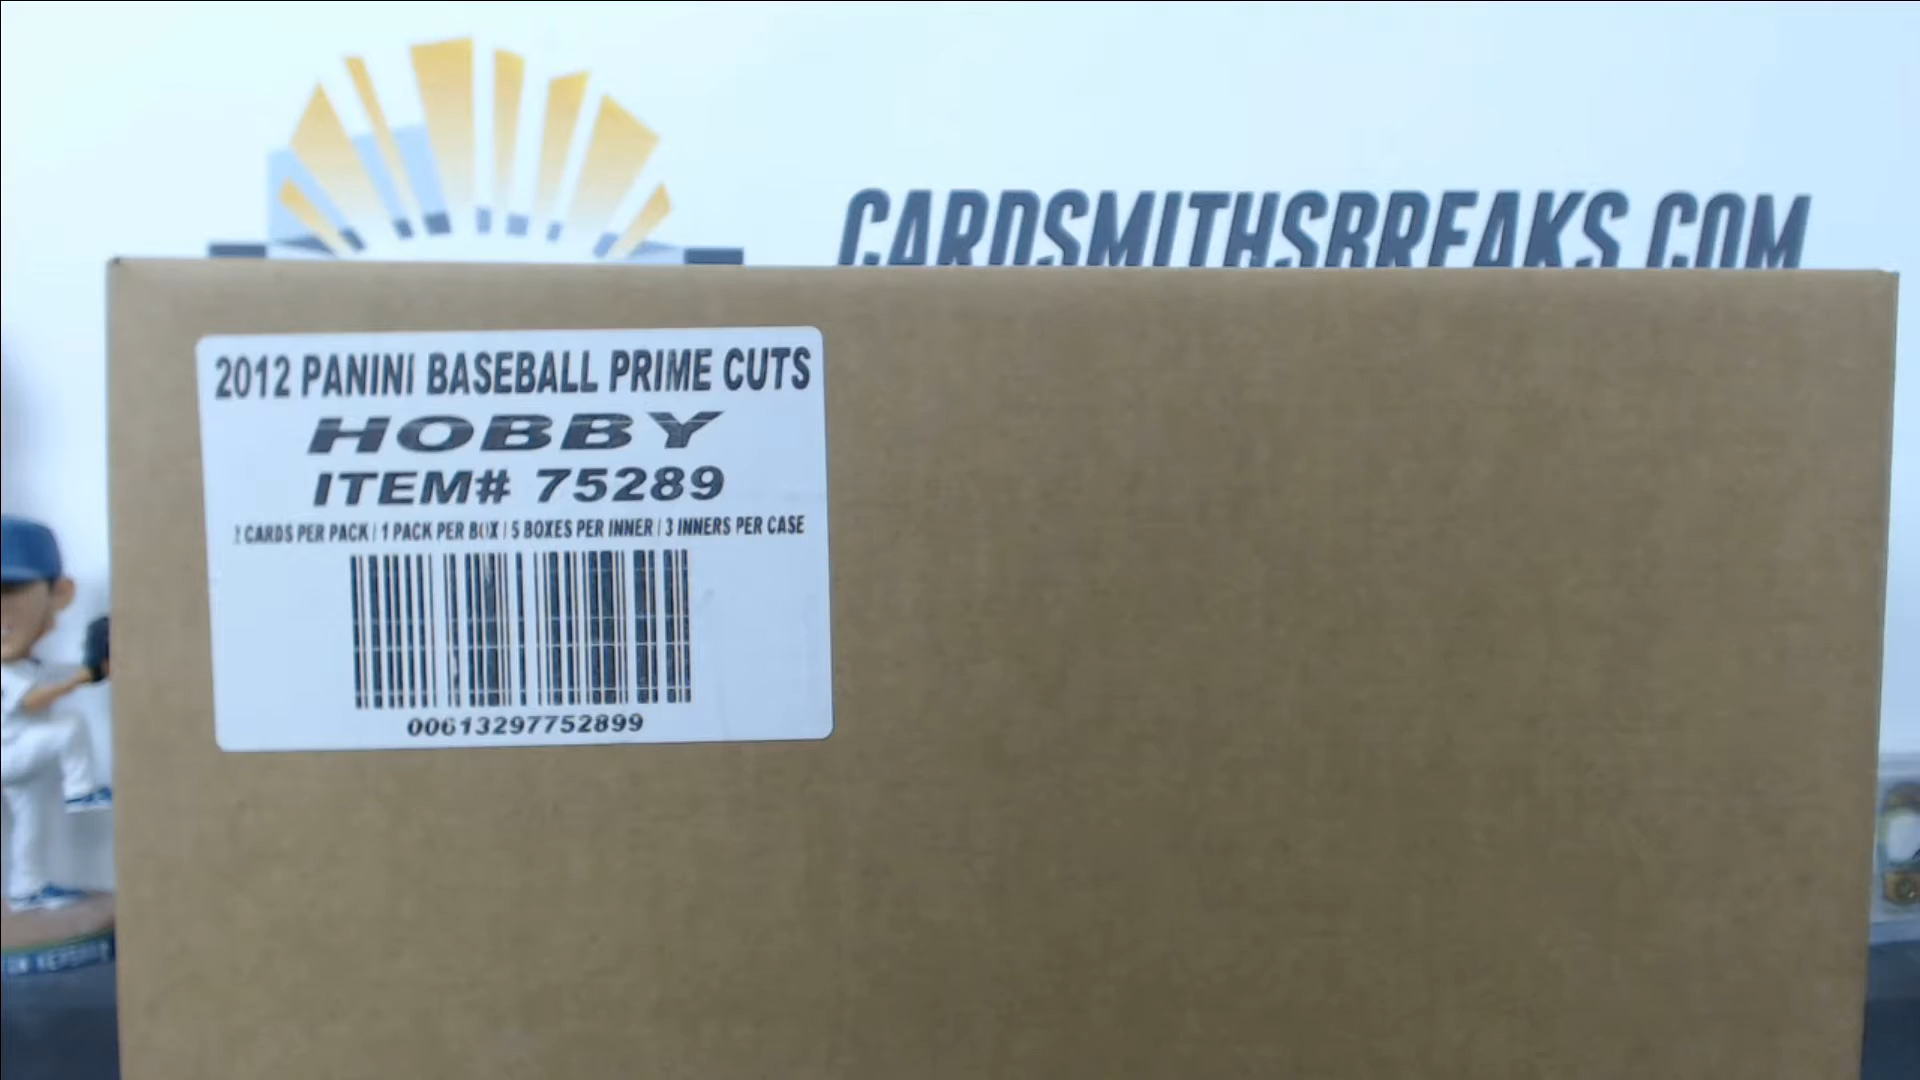 CARDSMITHSBREAKS.COM
2012 PANINI BASEBALL PRIME CUTS
HOBBY
ITEM# 75289
CARDS PER PACK / 1 PACK PER BOX / 5 BOXES PER INNER / 3 INNERS PER CASE
00613297752899